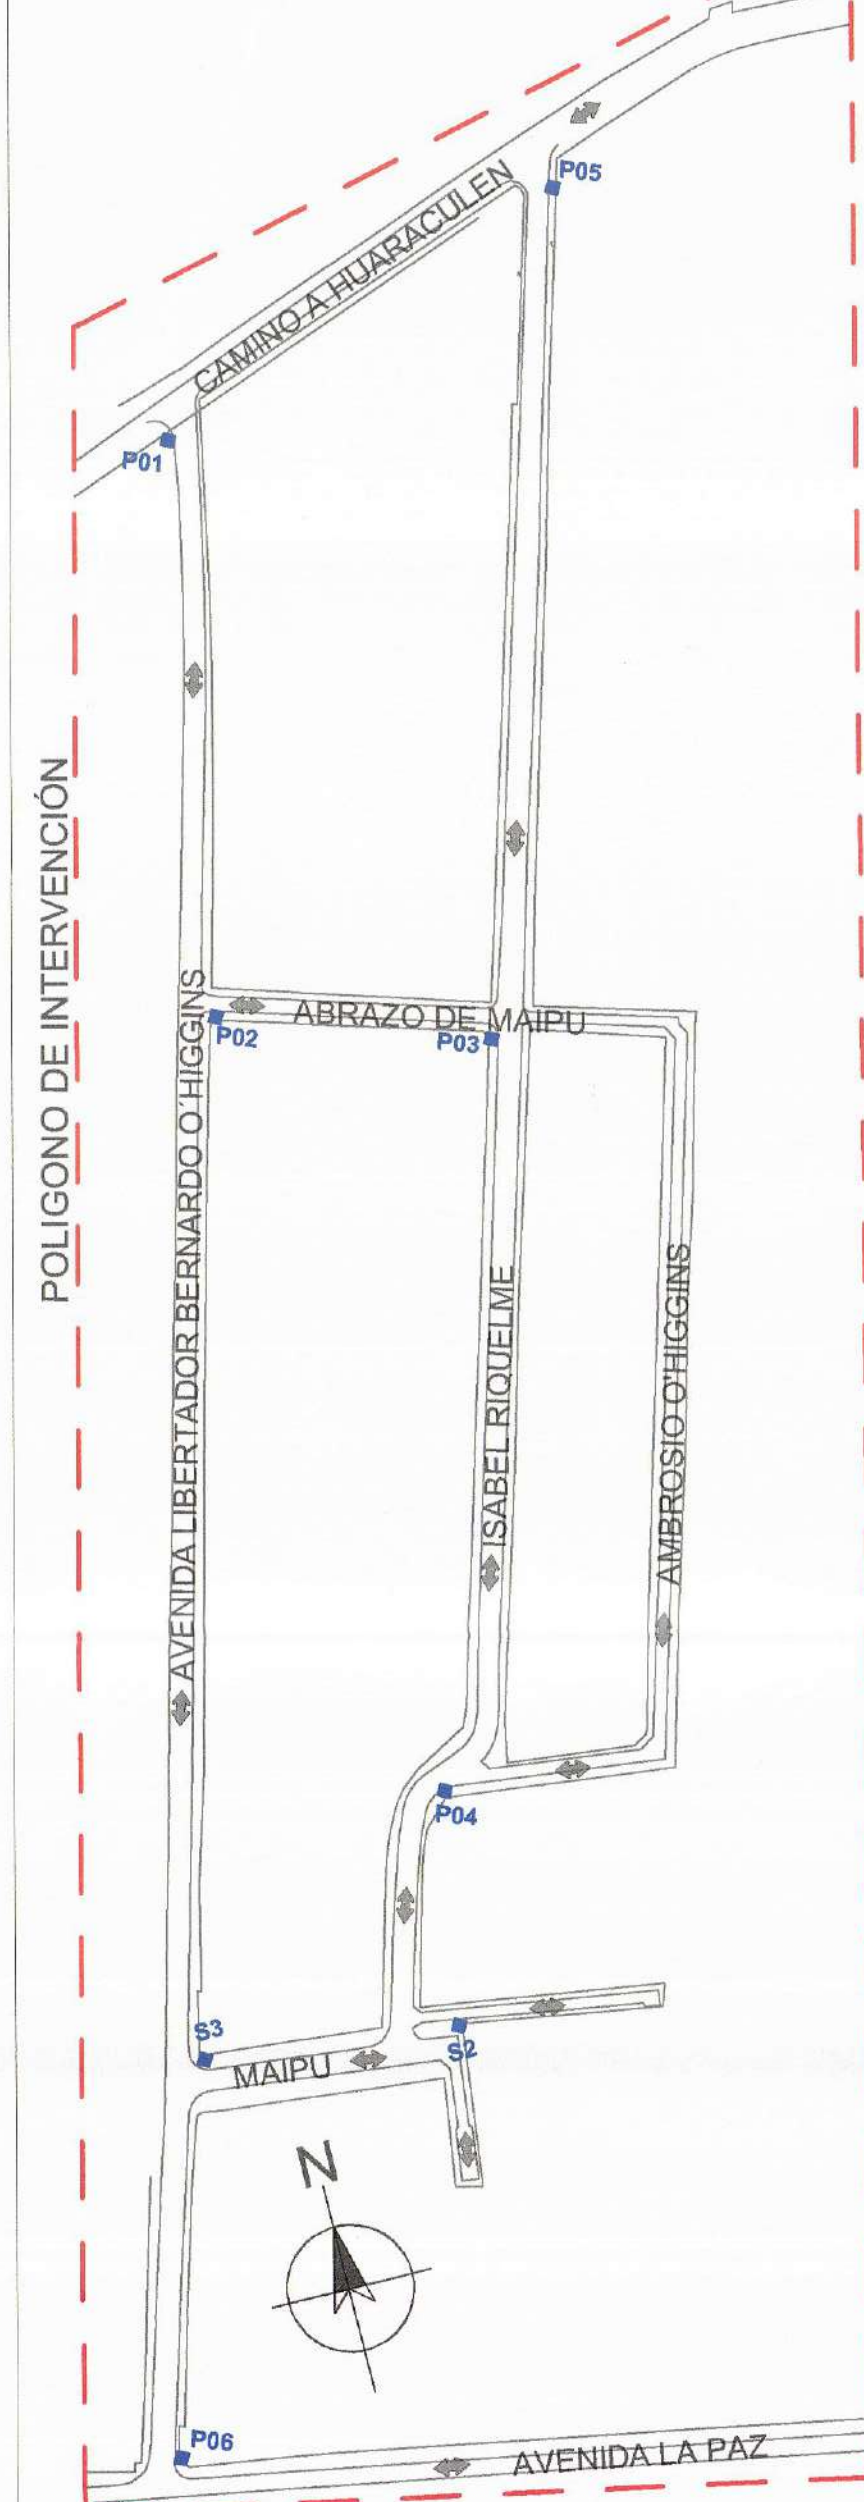 P05
CAMINO A HUARACULEN
P01
POLIGONO DE INTERVENCIÓN
ABRAZO DE MAIPU
P02
P03
AVENIDA LIBERTADOR BERNARDO O´HIGGINS
ISABEL RIQUELME
AMBROSIO O'HIGGINS
P04
S3
S2
MAIPU
N
P06
AVENIDA LA PAZ